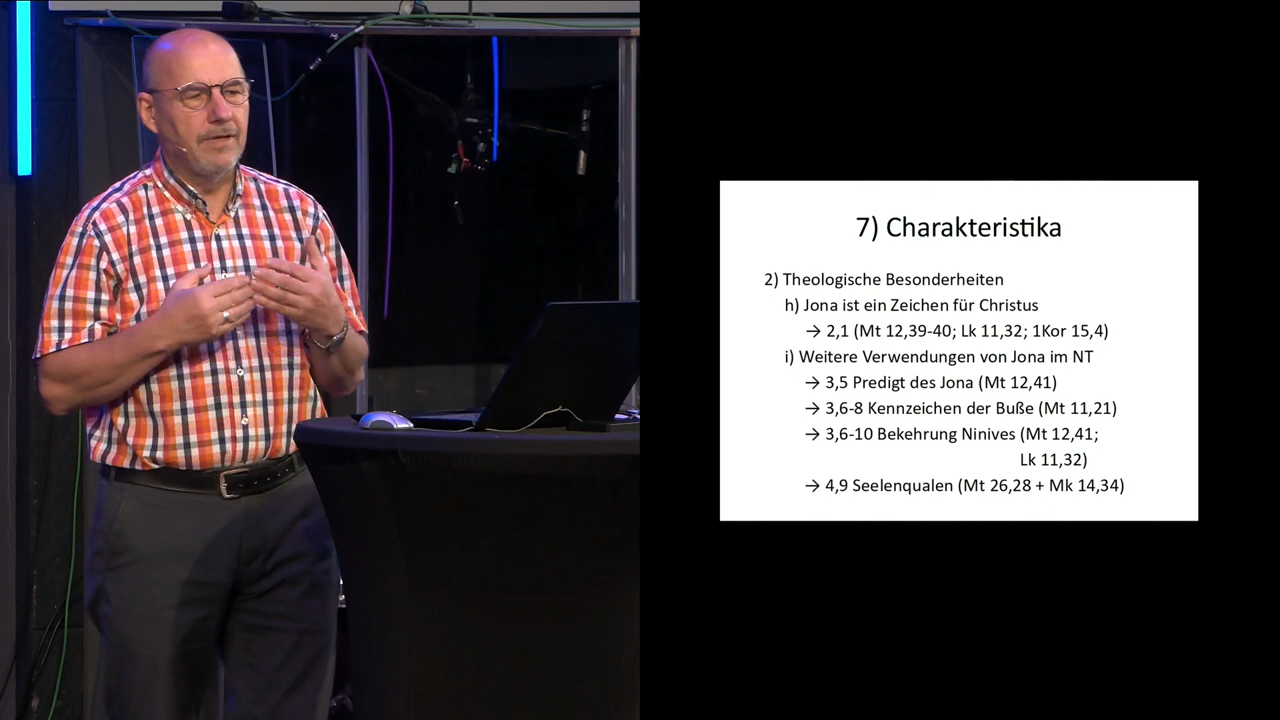 7) Charakteristika
2) Theologische Besonderheiten
h) Jona ist ein Zeichen für Christus
→ 2,1 (Mt 12,39-40; Lk 11,32; 1Kor 15,4)
i) Weitere Verwendungen von Jona im NT
→ 3,5 Predigt des Jona (Mt 12,41)
→ 3,6-8 Kennzeichen der Buße (Mt 11,21)
→ 3,6-10 Bekehrung Ninives (Mt 12,41;
Lk 11,32)
→ 4,9 Seelenqualen (Mt 26,28 + Mk 14,34)